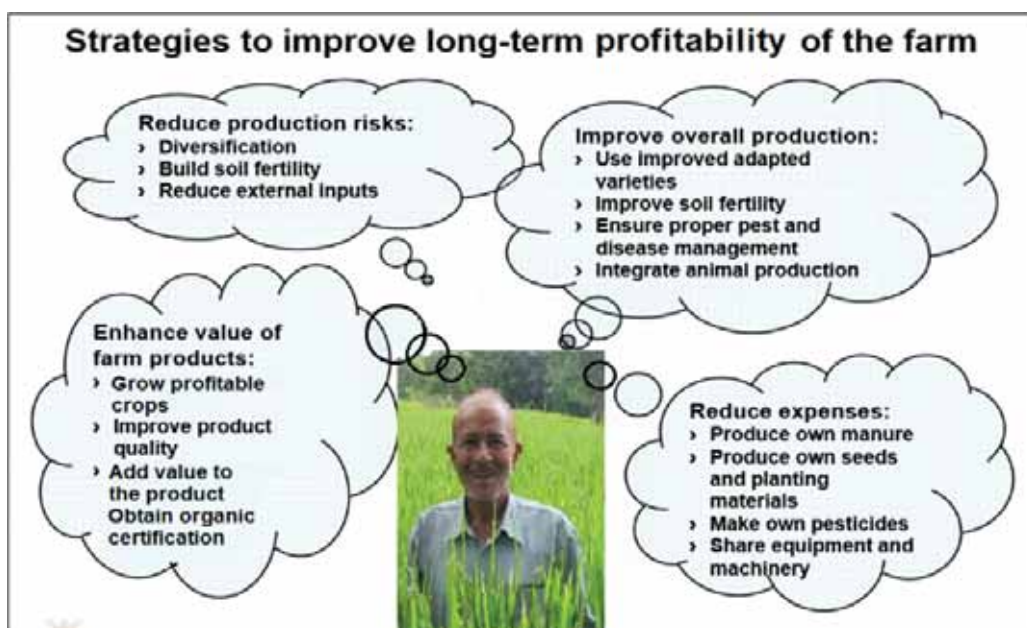 Strategies to improve long-term profitability of the farm
Reduce production risks:
› Diversification
› Build soil fertility
› Reduce external inputs
Improve overall production:
› Use improved adapted
varieties
› Improve soil fertility
› Ensure proper pest and
disease management
› Integrate animal production
Enhance value of
farm products:
› Grow profitable
crops
› Improve product
quality
› Add value to
the product
Obtain organic
certification
Reduce expenses:
› Produce own manure
› Produce own seeds
and planting
materials
› Make own pesticides
› Share equipment and
machinery